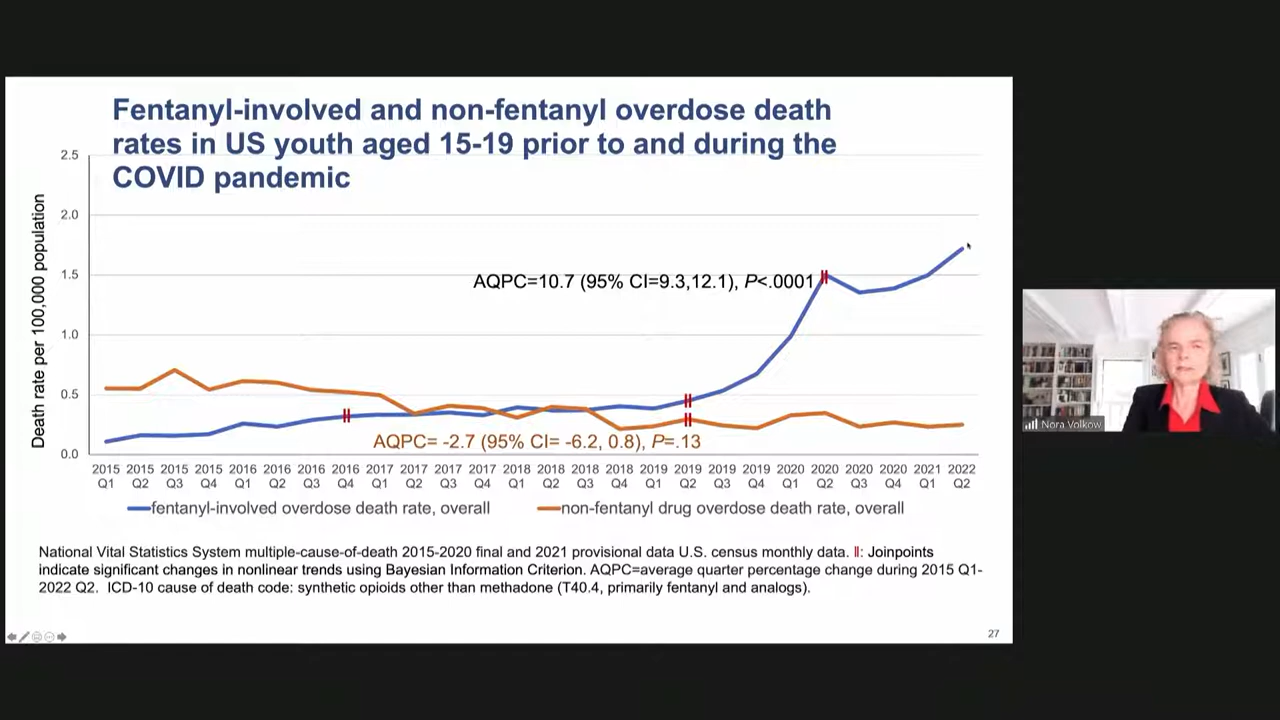 Fentanyl-involved and non-fentanyl overdose death
rates in US youth aged 15-19 prior to and during the
COVID pandemic
Death rate per 100,000 population
2.5
2.0
1.5
1.0
0.5
0.0
AQPC=10.7 (95% CI=9.3,12.1), P<.0001
AQPC= -2.7 (95% CI= -6.2, 0.8), P=.13
2015 2015 2015 2015 2016 2016 2016 2016 2017 2017 2017 2017 2018 2018 2018 2018 2019 2019 2019 2019 2020 2020 2020 2020 2021 2022
Q1 Q2 Q3 Q4 Q1 Q2 Q3 Q4 Q1 Q2 Q3 Q4 Q1 Q2 Q3 Q4 Q1 Q2 Q3 Q4 Q1 Q2 Q3 Q4 Q1 Q2
fentanyl-involved overdose death rate, overall non-fentanyl drug overdose death rate, overall
National Vital Statistics System multiple-cause-of-death 2015-2020 final and 2021 provisional data U.S. census monthly data. ǁ: Joinpoints
indicate significant changes in nonlinear trends using Bayesian Information Criterion. AQPC=average quarter percentage change during 2015 Q1-
2022 Q2. ICD-10 cause of death code: synthetic opioids other than methadone (T40.4, primarily fentanyl and analogs).
27
Nora Volkow